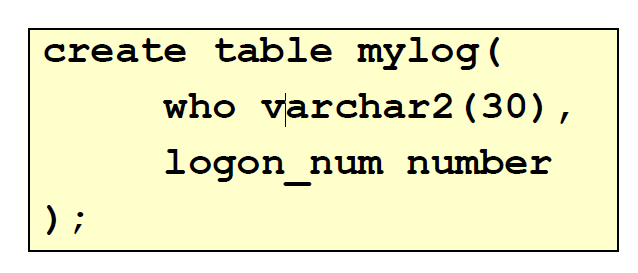 create table mylog(
who varchar2(30),
logon_num number
);